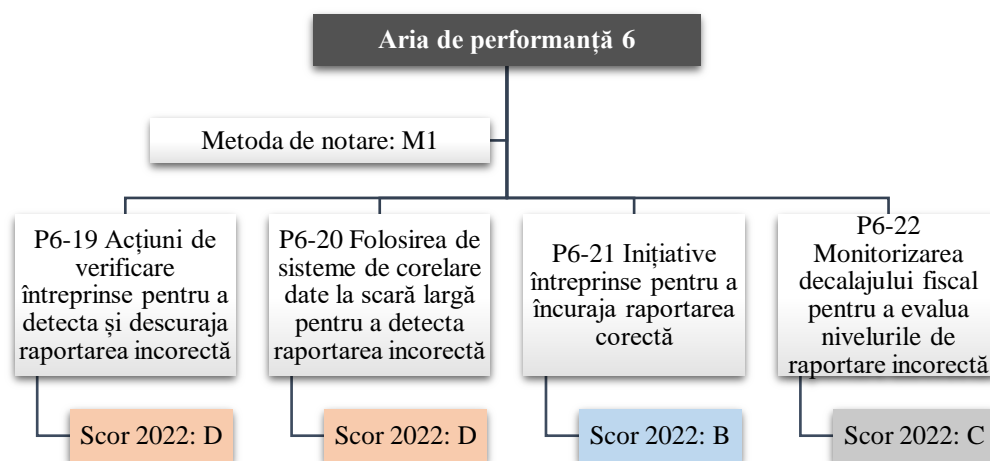 Aria de performanță 6
Metoda de notare: M1
P6-19 Acțiuni de
verificare
întreprinse pentru a
detecta și descuraja
raportarea incorectă
P6-20 Folosirea de
sisteme de corelare
date la scară largă
pentru a detecta
raportarea incorectă
P6-21 Inițiative
întreprinse pentru a
încuraja raportarea
corectă
P6-22
Monitorizarea
decalajului fiscal
pentru a evalua
nivelurile de
raportare incorectă
Scor 2022: D
Scor 2022: D
Scor 2022: B
Scor 2022: C